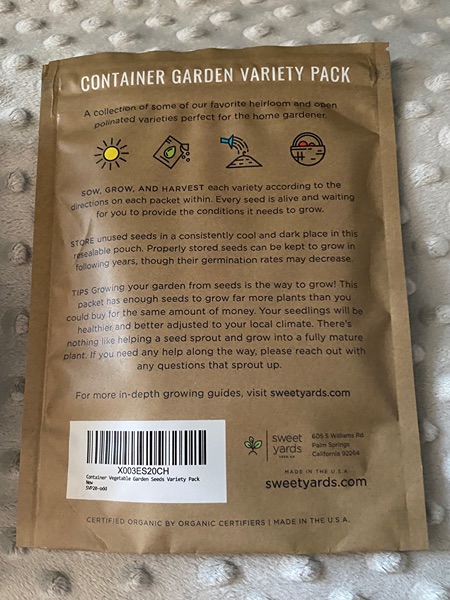 CONTAINER GARDEN VARIETY PACK
A collection of some of our favorite heirloom and open
polinated varieties perfect for the home gardener.
SOW, GROW, AND HARVEST each variety according to the
directions on each packet within. Every seed is alive and waiting
for you to provide the conditions it needs to grow.
STORE unused seeds in a consistently cool and dark place in this
resealable pouch. Properly stored seeds can be kept to grow in
following years, though their germination rates may decrease.
TIPS Growing your garden from seeds is the way to grow! This
packet has enough seeds to grow far more plants than you
could buy for the same amount of money. Your seedlings will be
healthier and better adjusted to your local climate. There's
nothing like helping a seed sprout and grow into a fully mature
plant. If you need any help along the way, please reach out with
any questions that sprout up.
For more in-depth growing guides, visit sweetyards.com
X003ES20CH
Container Vegetable Garden Seeds Variety Pack
New
SVP28-odd
sweet
yards
SEED CO
605 S Williams Rd
Palm Springs
California 92264
MADE IN THE U.S.A.
sweetyards.com
CERTIFIED ORGANIC BY ORGANIC CERTIFIERS | MADE IN THE U.S.A.